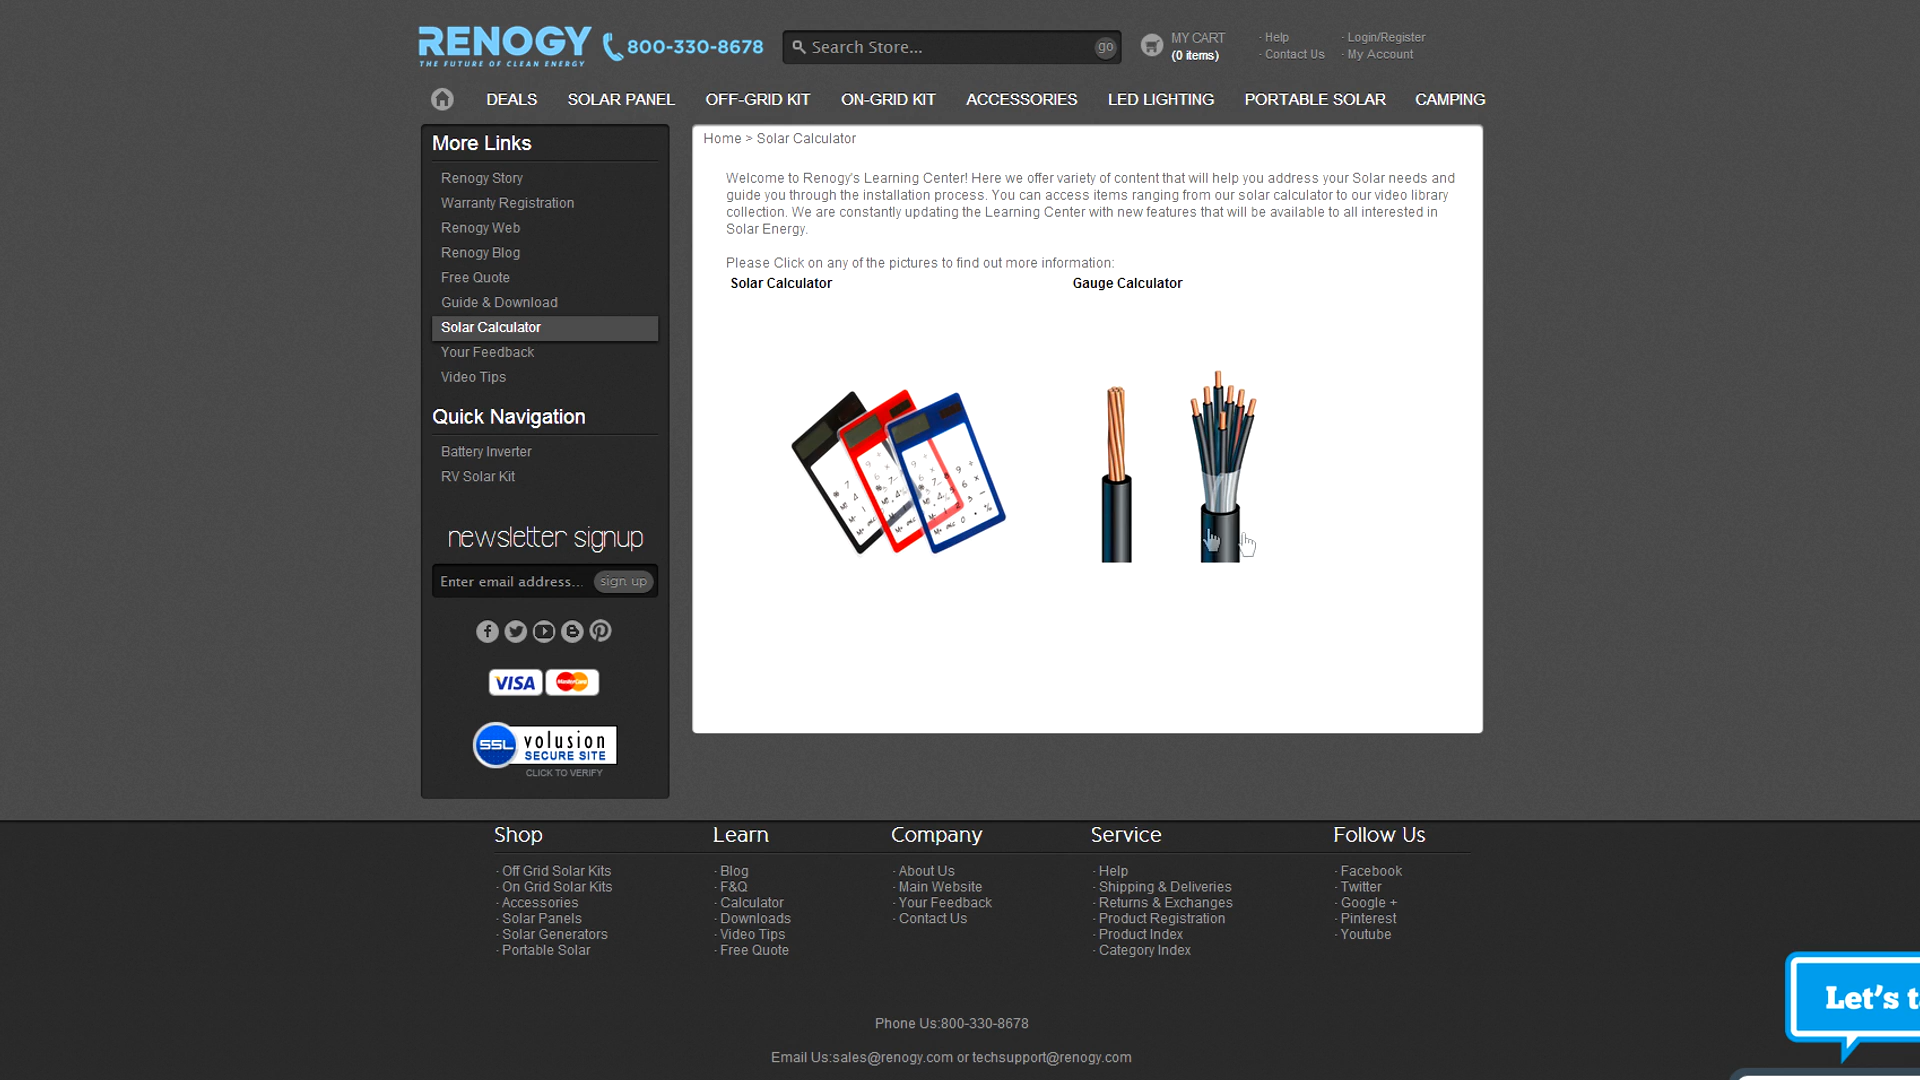 RENOGY
THE FUTURE OF CLEAN ENERGY
800-330-8678
Search Store...
go
MY CART
(0 items)
· Help
· Contact Us
· Login/Register
· My Account
DEALS
SOLAR PANEL
OFF-GRID KIT
ON-GRID KIT
ACCESSORIES
LED LIGHTING
PORTABLE SOLAR
CAMPING
More Links
Renogy Story
Warranty Registration
Renogy Web
Renogy Blog
Free Quote
Guide & Download
Solar Calculator
Your Feedback
Video Tips
Quick Navigation
Battery Inverter
RV Solar Kit
newsletter signup
Enter email address...
sign up
VISA
MasterCard
SSL
volusion
SECURE SITE
CLICK TO VERIFY
Home > Solar Calculator
Welcome to Renogy's Learning Center! Here we offer variety of content that will help you address your Solar needs and
guide you through the installation process. You can access items ranging from our solar calculator to our video library
collection. We are constantly updating the Learning Center with new features that will be available to all interested in
Solar Energy.
Please Click on any of the pictures to find out more information:
Solar Calculator
Gauge Calculator
Shop
· Off Grid Solar Kits
· On Grid Solar Kits
· Accessories
· Solar Panels
· Solar Generators
· Portable Solar
Learn
· Blog
· F&Q
· Calculator
· Downloads
· Video Tips
· Free Quote
Company
· About Us
· Main Website
· Your Feedback
· Contact Us
Service
· Help
· Shipping & Deliveries
· Returns & Exchanges
· Product Registration
· Product Index
· Category Index
Follow Us
· Facebook
· Twitter
· Google +
· Pinterest
· Youtube
Phone Us:800-330-8678
Email Us:sales@renogy.com or techsupport@renogy.com
Let's